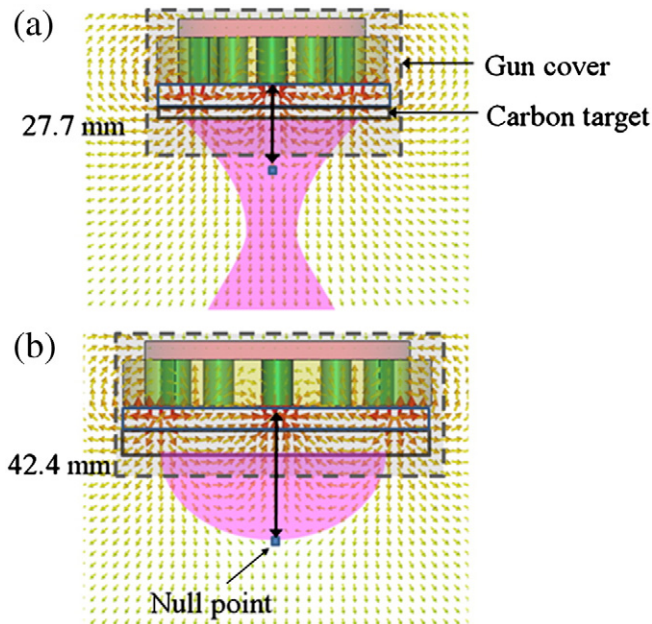 (a)
Gun cover
Carbon target
27.7 mm
(b)
42.4 mm
Null point